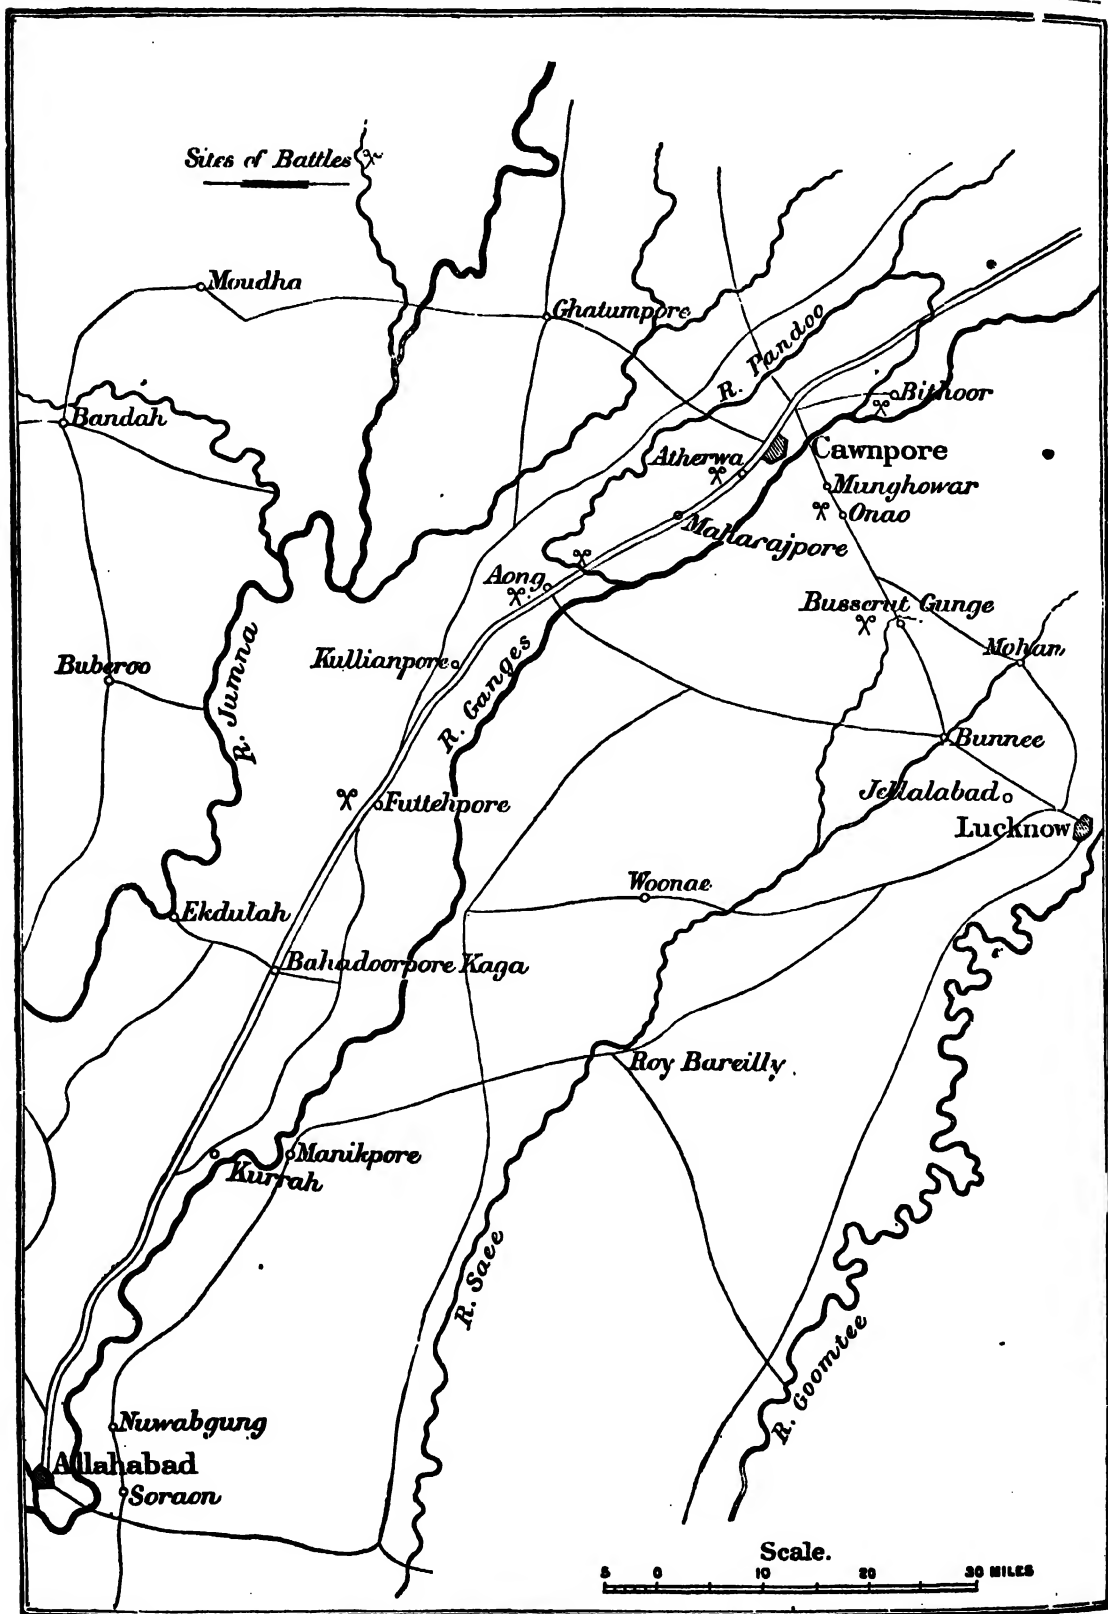 Sites of Battles
Moudha
Ghatumpore
R. Pandoo
Bithoor
Bandah
Cawnpore
Atherwa
Munghowar
Onao
Maharajpore
Aong
Busserut Gunge
Mohan
Kullianpore
Buberoo
R. Jumna
R. Ganges
Bunnee
Jellalabad
Futtehpore
Lucknow
Woonae
Ekdulah
Bahadoorpore Kaga
Roy Bareilly
Manikpore
Kurrah
R. Saee
R. Goomtee
Nuwabgung
Allahabad
Soraon
Scale.
5 0 10 20 30 MILES